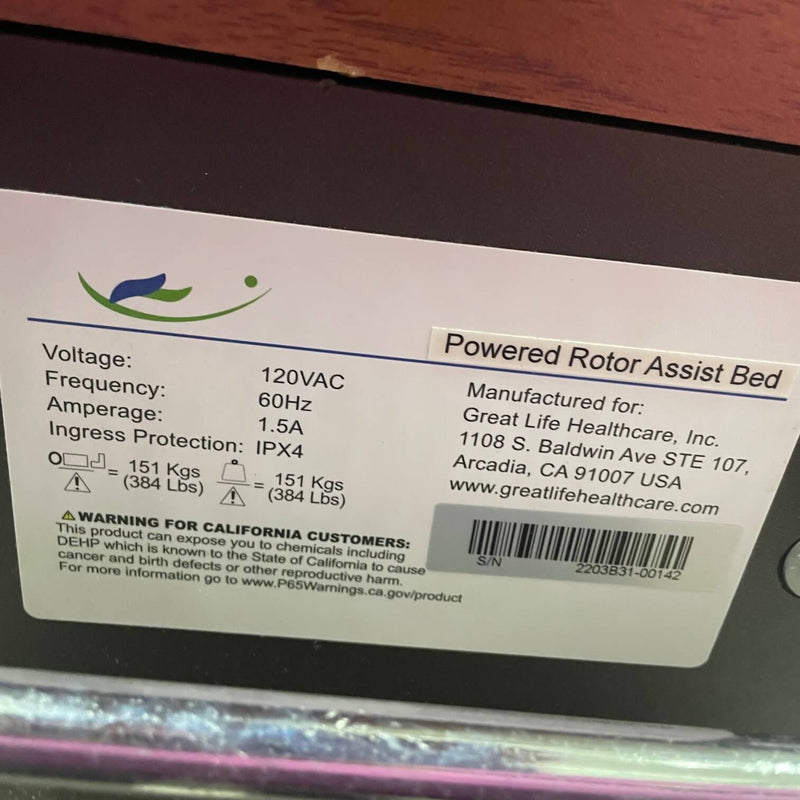 Powered Rotor Assist Bed
Voltage: 120VAC
Frequency: 60Hz
Amperage: 1.5A
Ingress Protection: IPX4
= 151 Kgs
(384 Lbs)
= 151 Kgs
(384 Lbs)
Manufactured for:
Great Life Healthcare, Inc.
1108 S. Baldwin Ave STE 107,
Arcadia, CA 91007 USA
www.greatlifehealthcare.com
WARNING FOR CALIFORNIA CUSTOMERS:
This product can expose you to chemicals including
DEHP which is known to the State of California to cause
cancer and birth defects or other reproductive harm.
For more information go to www.P65Warnings.ca.gov/product
S/N 2203B31-00142